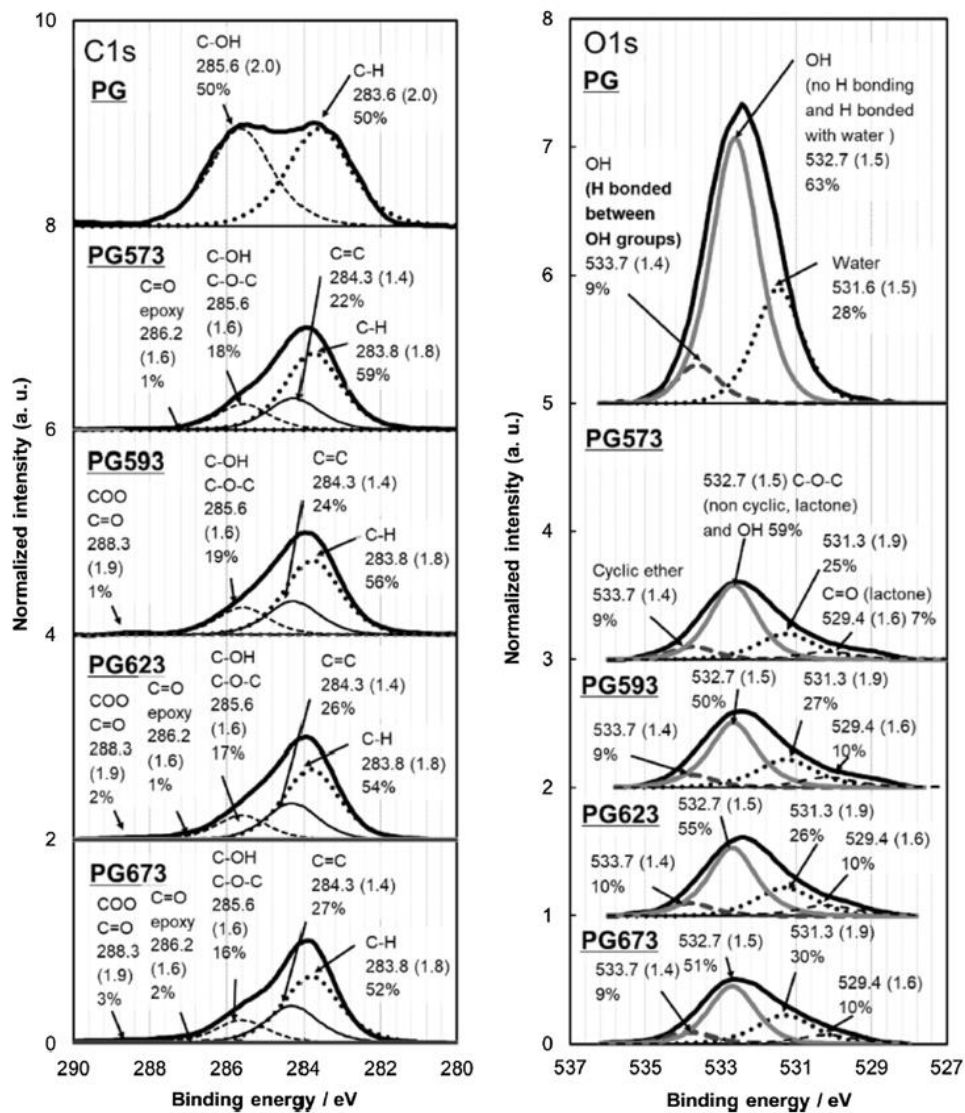 C1s
PG
C-OH
285.6 (2.0)
50%
C-H
283.6 (2.0)
50%
PG573
C=O
epoxy
286.2
(1.6)
1%
C-OH
C-O-C
285.6
(1.6)
18%
C=C
284.3 (1.4)
22%
C-H
283.8 (1.8)
59%
PG593
COO
C=O
288.3
(1.9)
1%
C-OH
C-O-C
285.6
(1.6)
19%
C=C
284.3 (1.4)
24%
C-H
283.8 (1.8)
56%
PG623
COO
C=O
288.3
(1.9)
2%
C=O
epoxy
286.2
(1.6)
1%
C-OH
C-O-C
285.6
(1.6)
17%
C=C
284.3 (1.4)
26%
C-H
283.8 (1.8)
54%
PG673
COO
C=O
288.3
(1.9)
3%
C=O
epoxy
286.2
(1.6)
2%
C-OH
C-O-C
285.6
(1.6)
16%
C=C
284.3 (1.4)
27%
C-H
283.8 (1.8)
52%
10
8
6
4
2
0
Normalized intensity (a. u.)
290 288 286 284 282 280
Binding energy / eV
O1s
PG
OH
(no H bonding
and H bonded
with water )
532.7 (1.5)
63%
OH
(H bonded
between
OH groups)
533.7 (1.4)
9%
Water
531.6 (1.5)
28%
PG573
532.7 (1.5) C-O-C
(non cyclic, lactone)
and OH 59%
Cyclic ether
533.7 (1.4)
9%
531.3 (1.9)
25%
C=O (lactone)
529.4 (1.6) 7%
PG593
532.7 (1.5)
50%
531.3 (1.9)
27%
533.7 (1.4)
9%
529.4 (1.6)
10%
PG623
532.7 (1.5)
55%
531.3 (1.9)
26%
533.7 (1.4)
10%
529.4 (1.6)
10%
PG673
532.7 (1.5)
51%
531.3 (1.9)
30%
533.7 (1.4)
9%
529.4 (1.6)
10%
8
7
6
5
4
3
2
1
0
Normalized intensity (a. u.)
537 535 533 531 529 527
Binding energy / eV